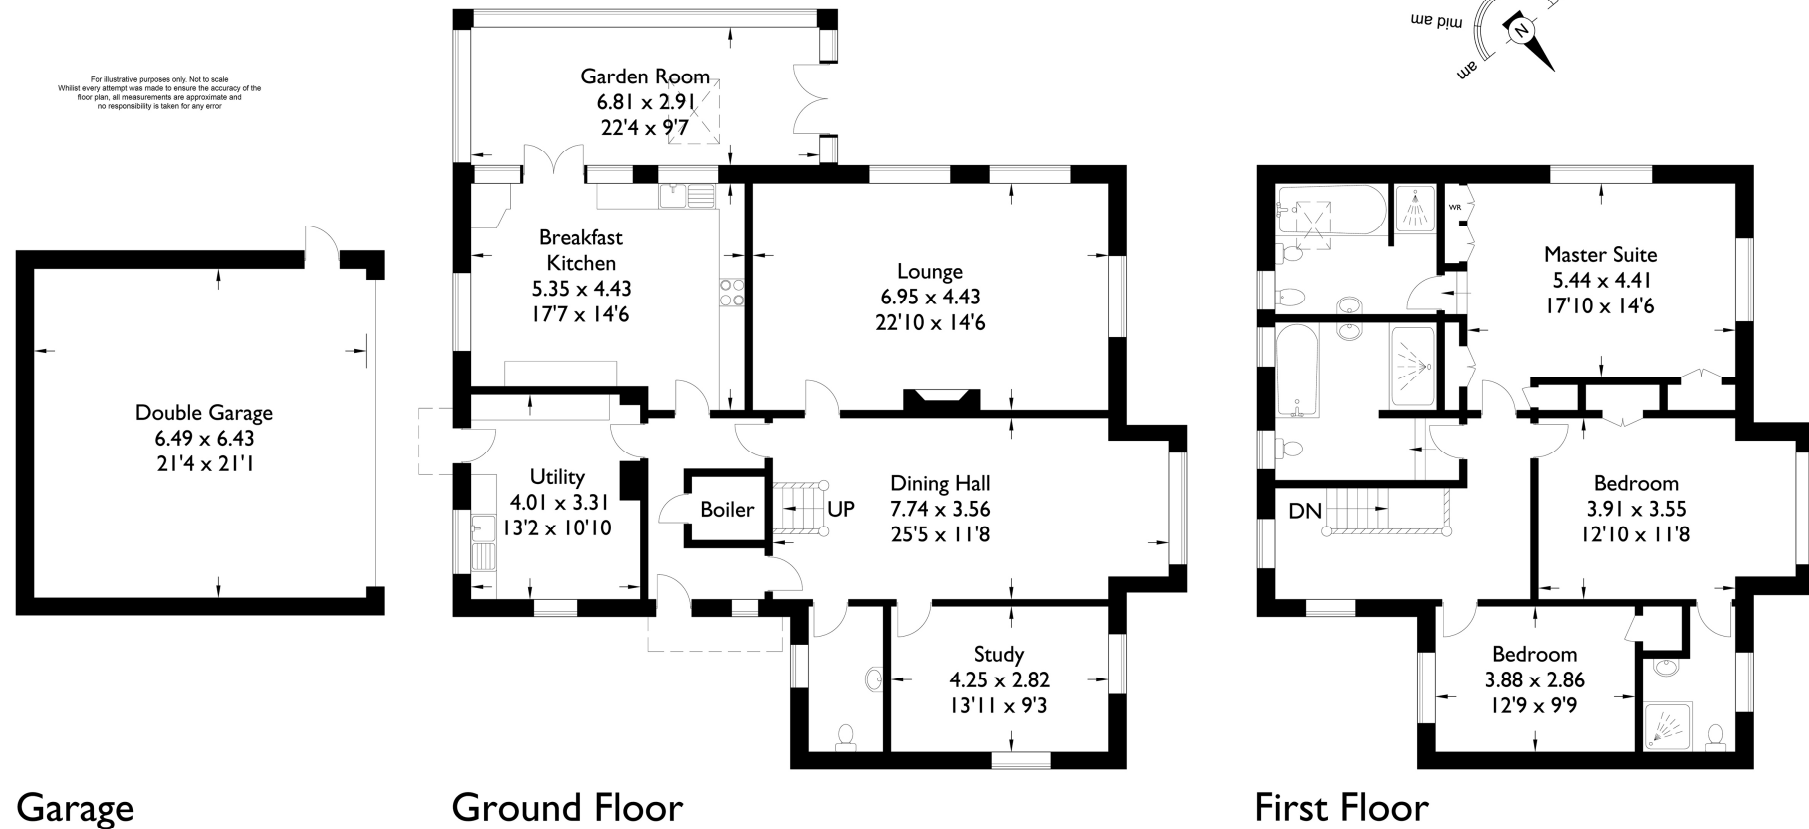 For illustrative purposes only. Not to scale
Whilist every attempt was made to ensure the accuracy of the
floor plan, all measurements are approximate and
no responsibility is taken for any error
mid am
am
N
Garden Room
6.81 x 2.91
22'4 x 9'7
Breakfast
Kitchen
5.35 x 4.43
17'7 x 14'6
Lounge
6.95 x 4.43
22'10 x 14'6
WR
Master Suite
5.44 x 4.41
17'10 x 14'6
Double Garage
6.49 x 6.43
21'4 x 21'1
Utility
4.01 x 3.31
13'2 x 10'10
Boiler
UP
Dining Hall
7.74 x 3.56
25'5 x 11'8
DN
Bedroom
3.91 x 3.55
12'10 x 11'8
Study
4.25 x 2.82
13'11 x 9'3
Bedroom
3.88 x 2.86
12'9 x 9'9
Garage
Ground Floor
First Floor